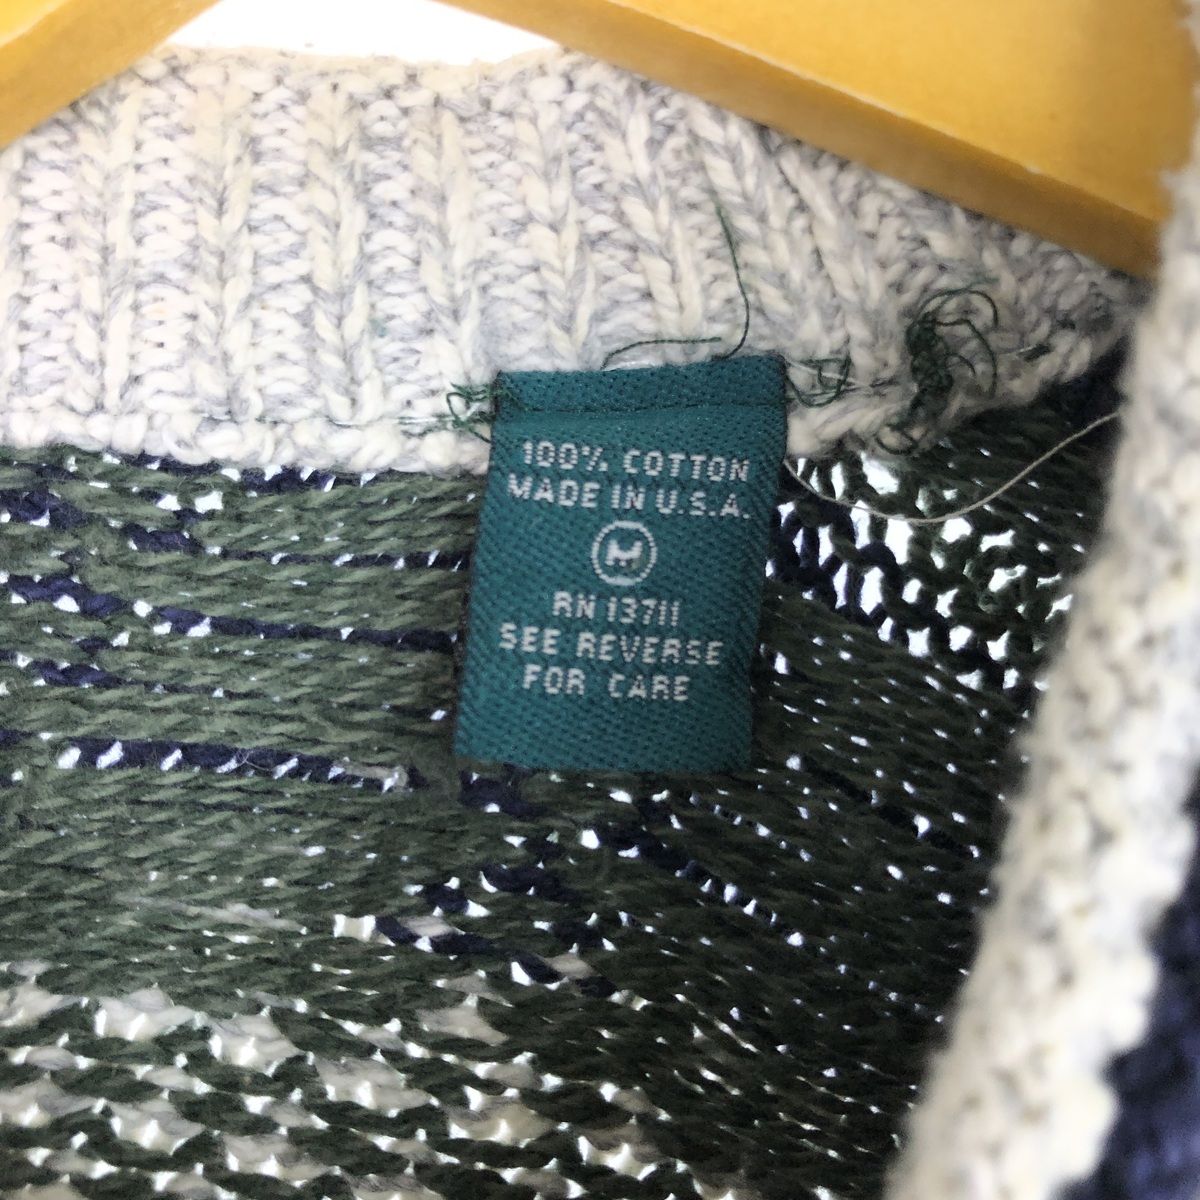 100% COTTON
MADE IN U.S.A.
M
RN 13711
SEE REVERSE
FOR CARE